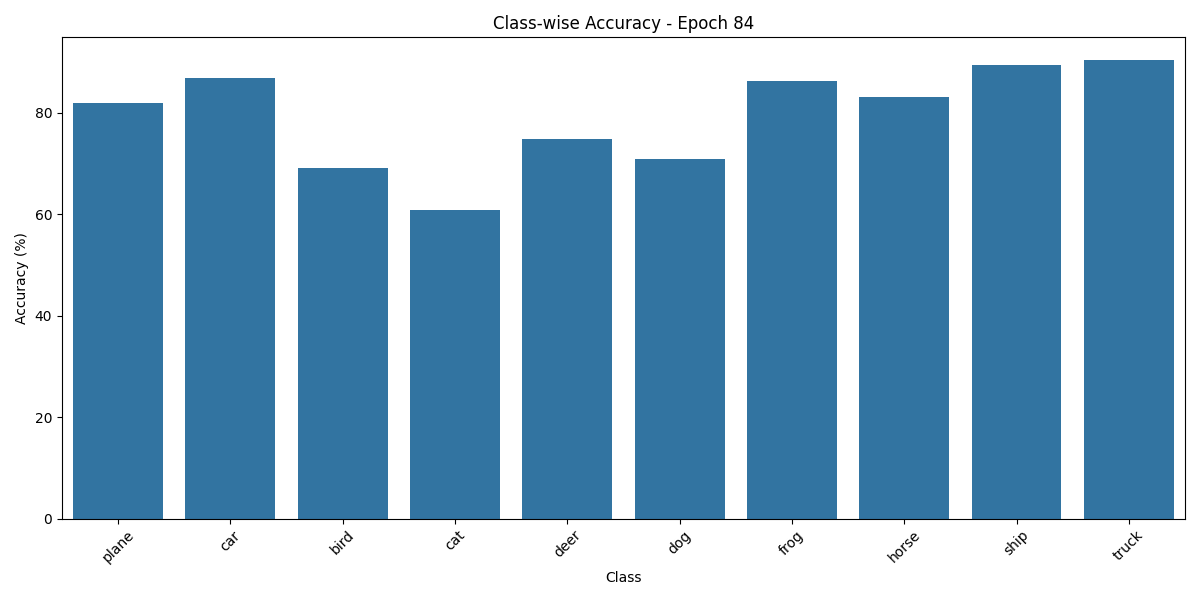 Class-wise Accuracy - Epoch 84
Accuracy (%)
80
60
40
20
0
plane
car
bird
cat
deer
dog
frog
horse
ship
truck
Class